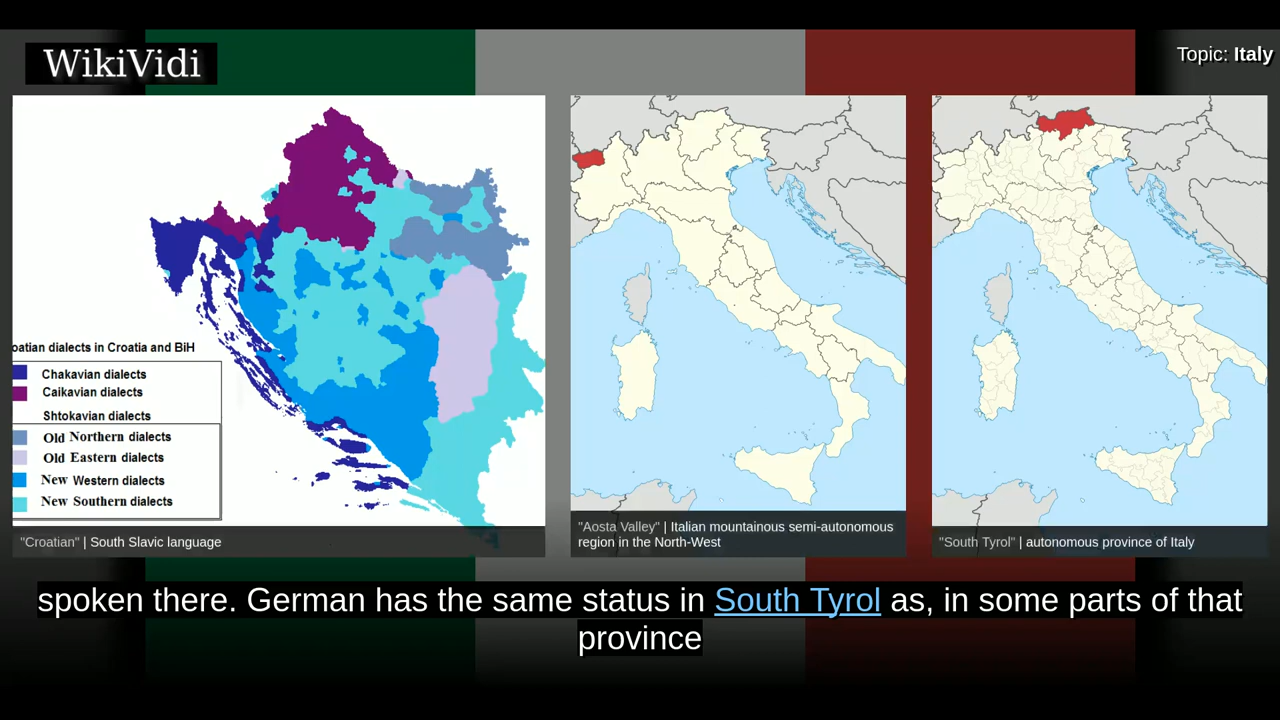 WikiVidi
Topic: Italy
oatian dialects in Croatia and BiH
Chakavian dialects
Caikavian dialects
Shtokavian dialects
Old Northern dialects
Old Eastern dialects
New Western dialects
New Southern dialects
"Croatian" | South Slavic language
"Aosta Valley" | Italian mountainous semi-autonomous
region in the North-West
"South Tyrol" | autonomous province of Italy
spoken there. German has the same status in South Tyrol as, in some parts of that
province